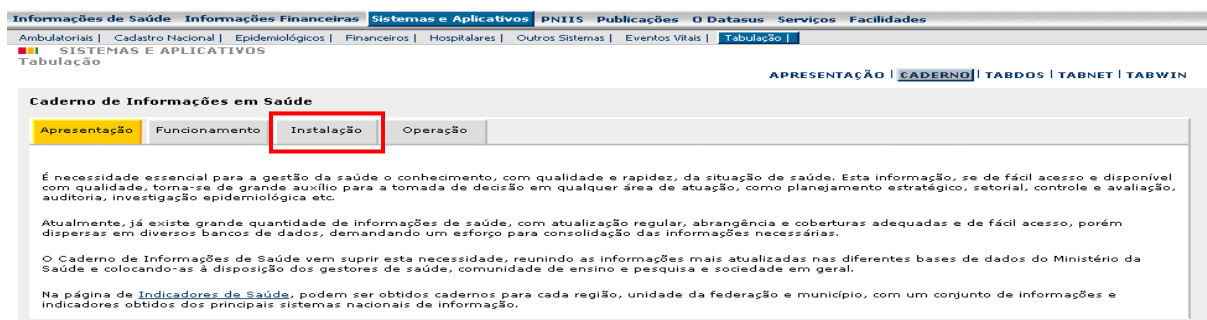 Informações de Saúde Informações Financeiras Sistemas e Aplicativos PNIIS Publicações O Datasus Serviços Facilidades
Ambulatoriais | Cadastro Nacional | Epidemiológicos | Financeiros | Hospitalares | Outros Sistemas | Eventos Vitais | Tabulação |
SISTEMAS E APLICATIVOS
Tabulação
APRESENTAÇÃO | CADERNO | TABDOS | TABNET | TABWIN
Caderno de Informações em Saúde
Apresentação Funcionamento Instalação Operação
É necessidade essencial para a gestão da saúde o conhecimento, com qualidade e rapidez, da situação de saúde. Esta informação, se de fácil acesso e disponível
com qualidade, torna-se de grande auxílio para a tomada de decisão em qualquer área de atuação, como planejamento estratégico, setorial, controle e avaliação,
auditoria, investigação epidemiológica etc.
Atualmente, já existe grande quantidade de informações de saúde, com atualização regular, abrangência e coberturas adequadas e de fácil acesso, porém
dispersas em diversos bancos de dados, demandando um esforço para consolidação das informações necessárias.
O Caderno de Informações de Saúde vem suprir esta necessidade, reunindo as informações mais atualizadas nas diferentes bases de dados do Ministério da
Saúde e colocando-as à disposição dos gestores de saúde, comunidade de ensino e pesquisa e sociedade em geral.
Na página de Indicadores de Saúde, podem ser obtidos cadernos para cada região, unidade da federação e município, com um conjunto de informações e
indicadores obtidos dos principais sistemas nacionais de informação.